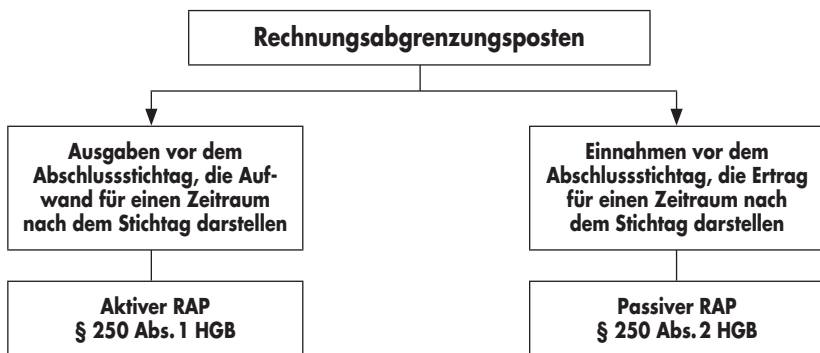 Rechnungsabgrenzungsposten
Ausgaben vor dem
Abschlussstichtag, die Auf-
wand für einen Zeitraum
nach dem Stichtag darstellen
Aktiver RAP
§ 250 Abs. 1 HGB
Einnahmen vor dem
Abschlussstichtag, die Ertrag
für einen Zeitraum nach
dem Stichtag darstellen
Passiver RAP
§ 250 Abs. 2 HGB